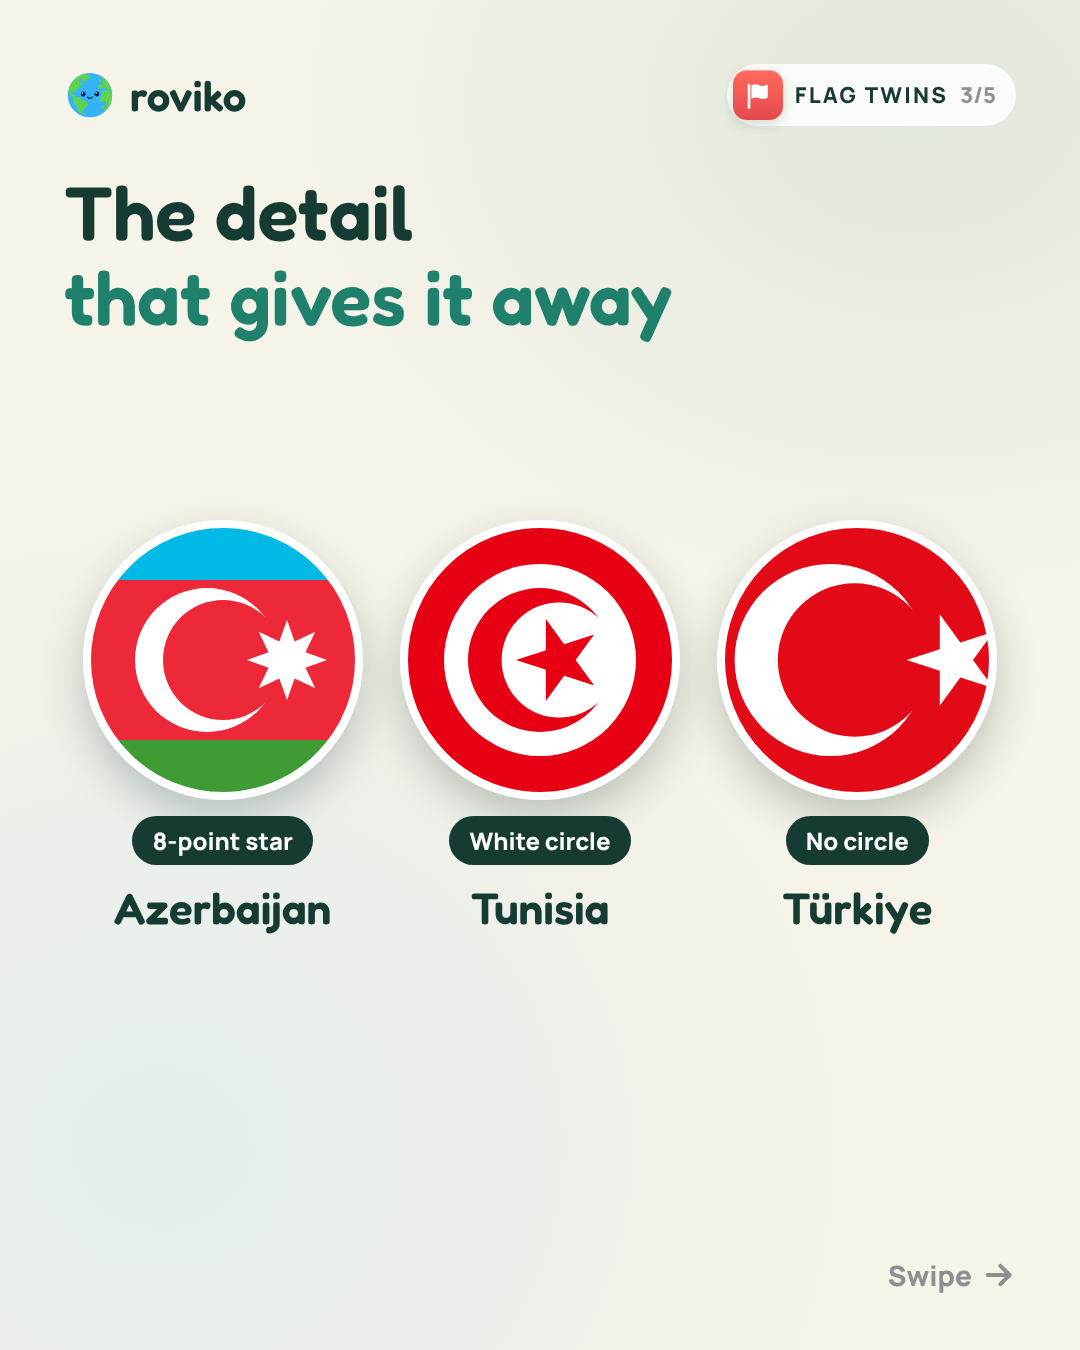 roviko
FLAG TWINS 3/5
The detail
that gives it away
8-point star
White circle
No circle
Azerbaijan
Tunisia
Türkiye
Swipe →